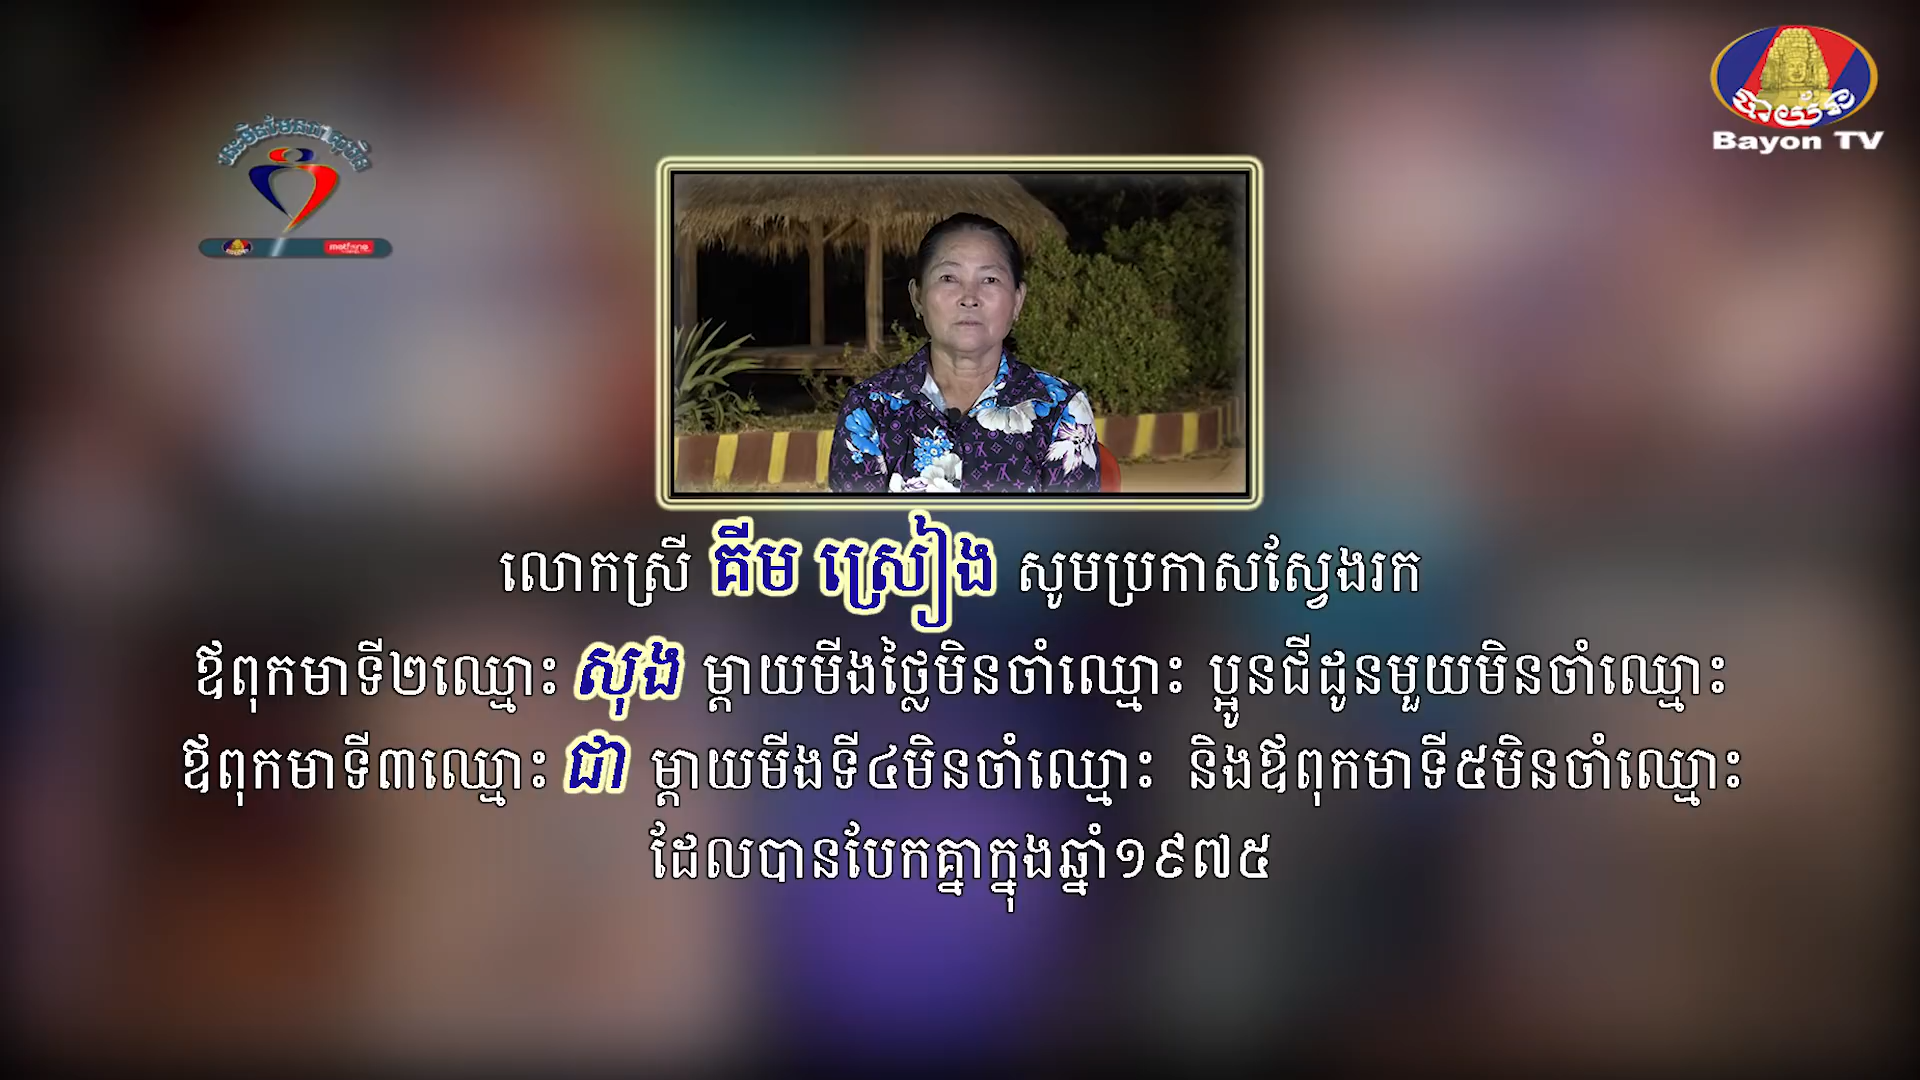 បាយ័ន
Bayon TV
metfone
លោកស្រី គីម ស្រៀង សូមប្រកាសស្វែងរក
ឪពុកមាទី២ឈ្មោះ សុង ម្តាយមីងថ្លៃមិនចាំឈ្មោះ ប្អូនជីដូនមួយមិនចាំឈ្មោះ
ឪពុកមាទី៣ឈ្មោះ ជា ម្តាយមីងទី៤មិនចាំឈ្មោះ និងឪពុកមាទី៥មិនចាំឈ្មោះ
ដែលបានបែកគ្នាក្នុងឆ្នាំ១៩៧៥